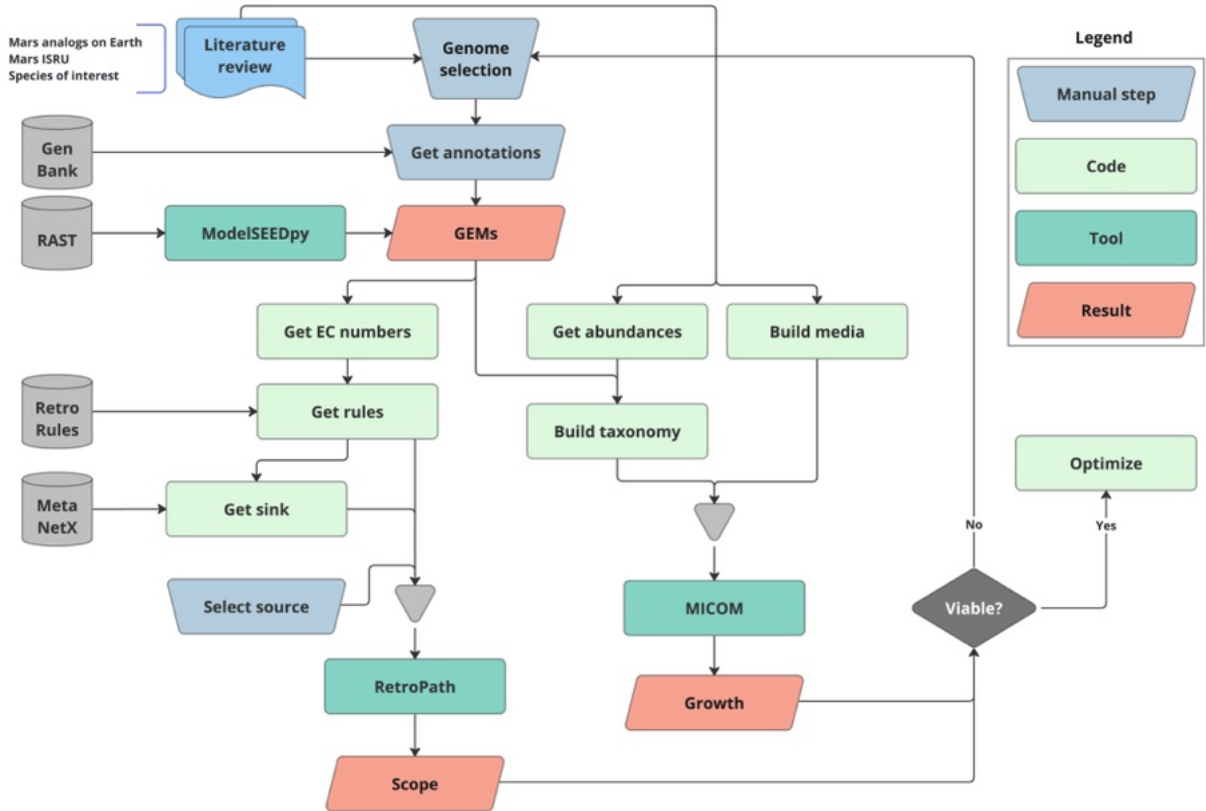 Mars analogs on Earth
Mars ISRU
Species of interest
Literature
review
Genome
selection
Legend
Manual step
Gen
Bank
Get annotations
Code
RAST
ModelSEEDpy
GEMs
Tool
Result
Get EC numbers
Get abundances
Build media
Retro
Rules
Get rules
Build taxonomy
Optimize
Meta
NetX
Get sink
No
Yes
Select source
MICOM
Viable?
RetroPath
Growth
Scope